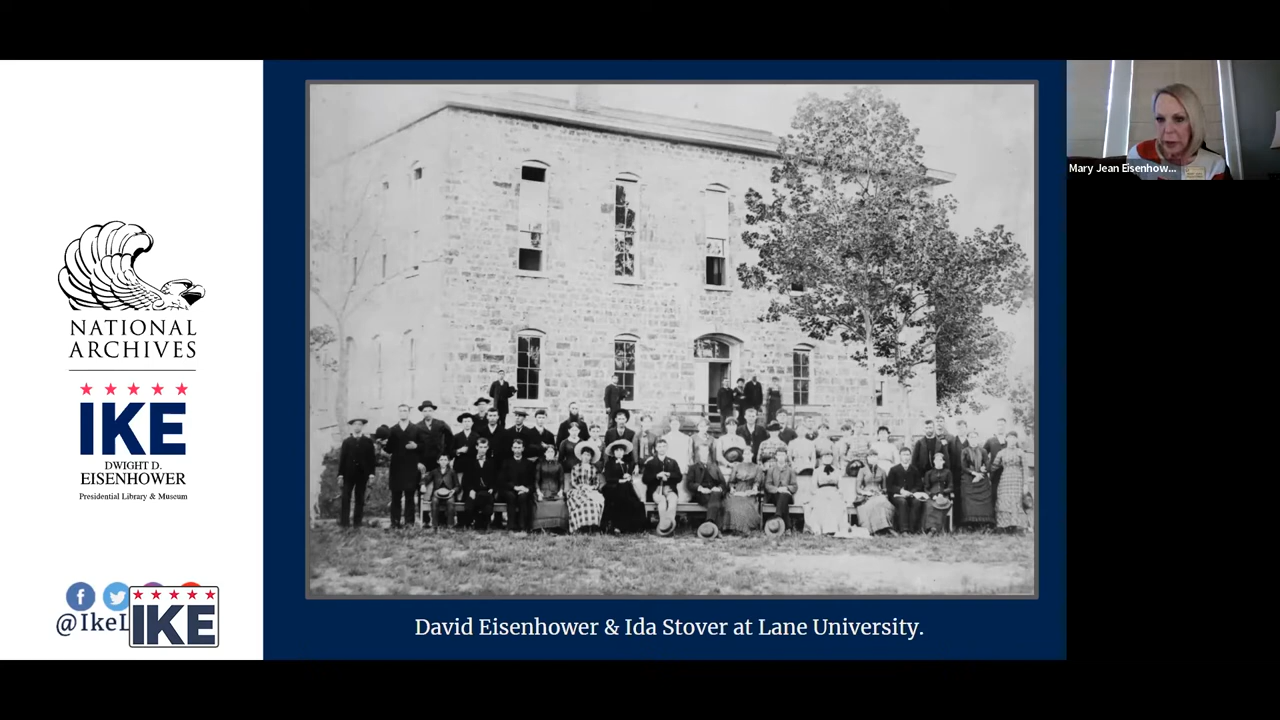 NATIONAL
ARCHIVES
IKE
DWIGHT D.
EISENHOWER
Presidential Library & Museum
@IkeL
IKE
David Eisenhower & Ida Stover at Lane University.
Mary Jean Eisenhow...